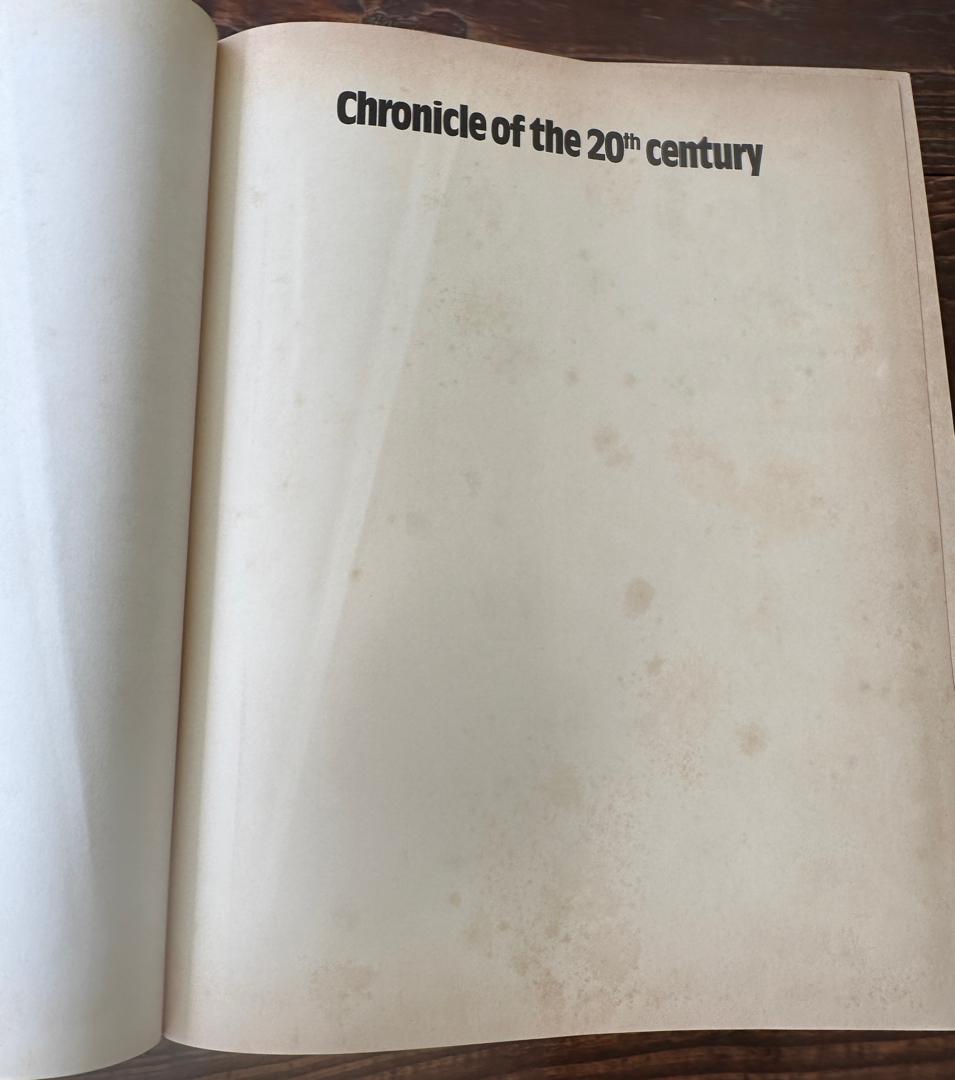 Chronicle of the 20th century